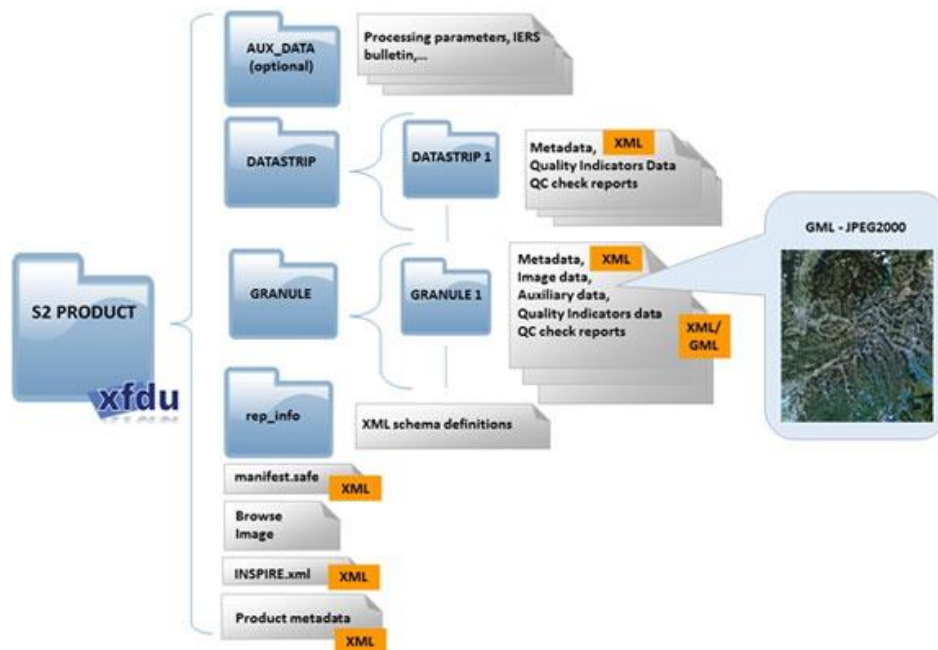 AUX_DATA
(optional)
Processing parameters, IERS
bulletin,...
DATASTRIP
DATASTRIP 1
Metadata,
XML
Quality Indicators Data
QC check reports
GML - JPEG2000
S2 PRODUCT
xfdu
GRANULE
GRANULE 1
Metadata,
XML
Image data,
Auxiliary data,
Quality Indicators data
QC check reports
XML/
GML
rep_info
XML schema definitions
manifest.safe
XML
Browse
Image
INSPIRE.xml
XML
Product metadata
XML